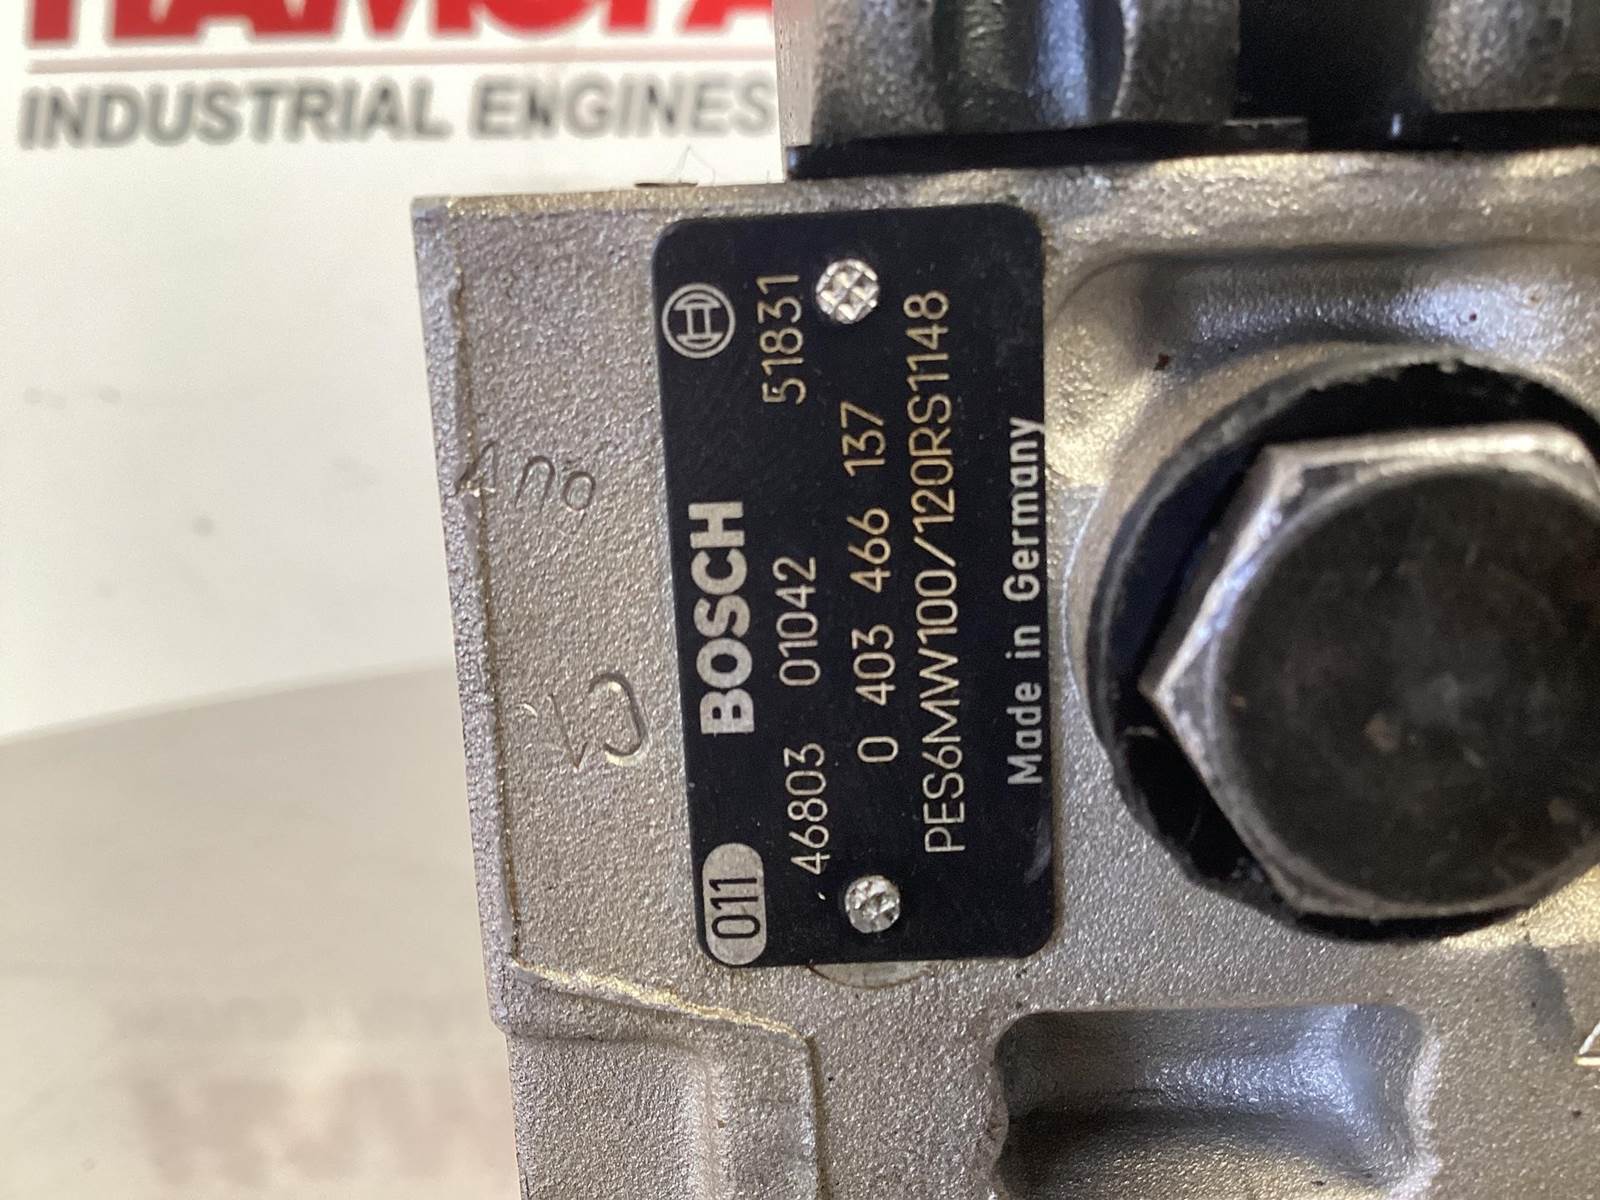 INDUSTRIAL ENGINES
011 BOSCH
46803 01042 51831
0 403 466 137
PES6MW100/120RS1148
Made in Germany